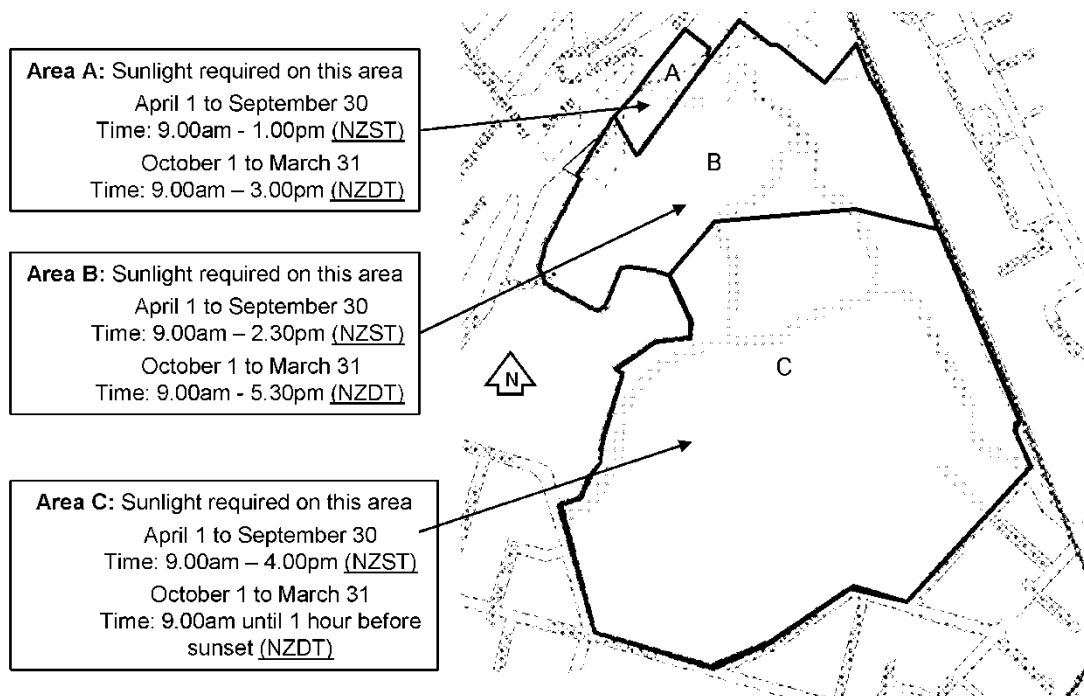 Area A: Sunlight required on this area
April 1 to September 30
Time: 9.00am - 1.00pm (NZST)
October 1 to March 31
Time: 9.00am – 3.00pm (NZDT)
Area B: Sunlight required on this area
April 1 to September 30
Time: 9.00am – 2.30pm (NZST)
October 1 to March 31
Time: 9.00am - 5.30pm (NZDT)
Area C: Sunlight required on this area
April 1 to September 30
Time: 9.00am – 4.00pm (NZST)
October 1 to March 31
Time: 9.00am until 1 hour before
sunset (NZDT)
A
B
C
N